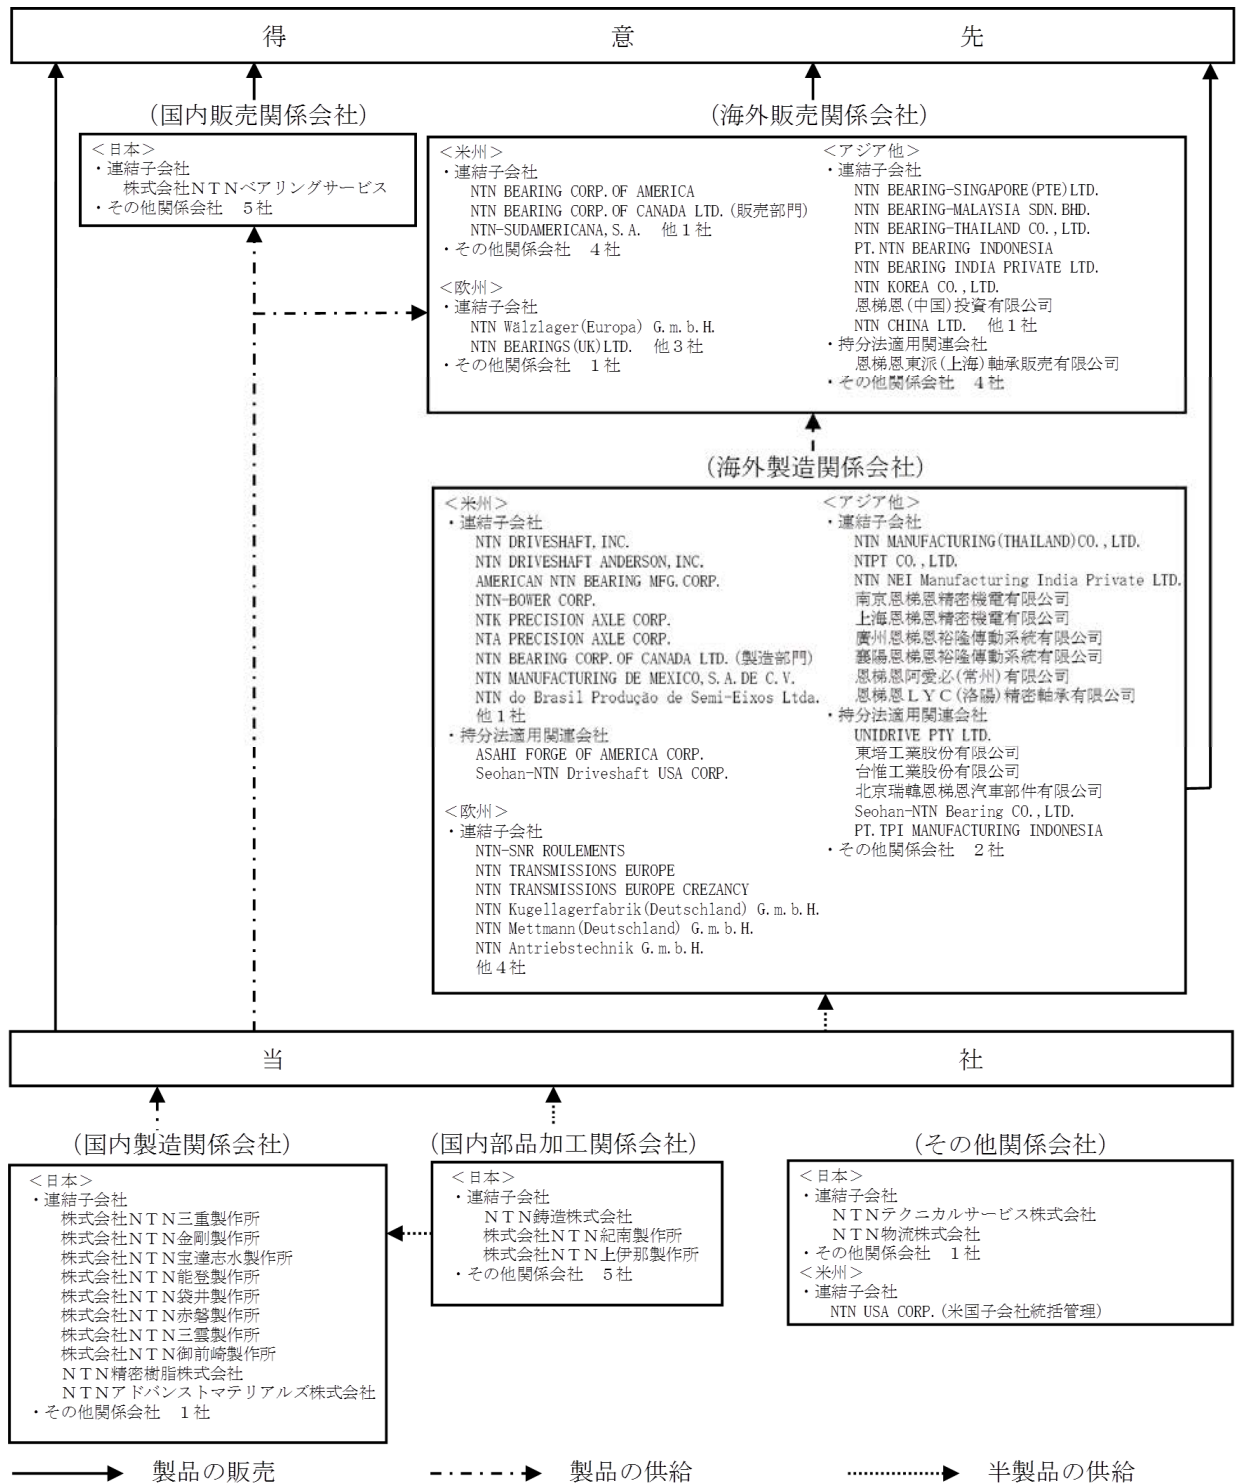 得意先
(国内販売関係会社)
<日本>
・連結子会社
株式会社ＮＴＮベアリングサービス
・その他関係会社　５社
(海外販売関係会社)
<米州>
・連結子会社
NTN BEARING CORP.OF AMERICA
NTN BEARING CORP.OF CANADA LTD.(販売部門)
NTN-SUDAMERICANA,S.A.　他１社
・その他関係会社　４社
<欧州>
・連結子会社
NTN Wälzlager(Europa) G.m.b.H.
NTN BEARINGS(UK)LTD.　他３社
・その他関係会社　１社
<アジア他>
・連結子会社
NTN BEARING-SINGAPORE(PTE)LTD.
NTN BEARING-MALAYSIA SDN.BHD.
NTN BEARING-THAILAND CO.,LTD.
PT.NTN BEARING INDONESIA
NTN BEARING INDIA PRIVATE LTD.
NTN KOREA CO.,LTD.
恩梯恩(中国)投資有限公司
NTN CHINA LTD.　他１社
・持分法適用関連会社
恩梯恩東派(上海)軸承販売有限公司
・その他関係会社　４社
(海外製造関係会社)
<米州>
・連結子会社
NTN DRIVESHAFT,INC.
NTN DRIVESHAFT ANDERSON,INC.
AMERICAN NTN BEARING MFG.CORP.
NTN-BOWER CORP.
NTK PRECISION AXLE CORP.
NTA PRECISION AXLE CORP.
NTN BEARING CORP.OF CANADA LTD.(製造部門)
NTN MANUFACTURING DE MEXICO,S.A.DE C.V.
NTN do Brasil Produção de Semi-Eixos Ltda.
他１社
・持分法適用関連会社
ASAHI FORGE OF AMERICA CORP.
Seohan-NTN Driveshaft USA CORP.
<欧州>
・連結子会社
NTN-SNR ROULEMENTS
NTN TRANSMISSIONS EUROPE
NTN TRANSMISSIONS EUROPE CREZANCY
NTN Kugellagerfabrik(Deutschland) G.m.b.H.
NTN Mettmann(Deutschland) G.m.b.H.
NTN Antriebstechnik G.m.b.H.
他４社
<アジア他>
・連結子会社
NTN MANUFACTURING(THAILAND)CO.,LTD.
NTPT CO.,LTD.
NTN NEI Manufacturing India Private LTD.
南京恩梯恩精密機電有限公司
上海恩梯恩精密機電有限公司
廣州恩梯恩裕隆傳動系統有限公司
襄陽恩梯恩裕隆傳動系統有限公司
恩梯恩阿愛必(常州)有限公司
恩梯恩ＬＹＣ(洛陽)精密軸承有限公司
・持分法適用関連会社
UNIDRIVE PTY LTD.
東培工業股份有限公司
台惟工業股份有限公司
北京瑞韓恩梯恩汽車部件有限公司
Seohan-NTN Bearing CO.,LTD.
PT.TPI MANUFACTURING INDONESIA
・その他関係会社　２社
当社
(国内製造関係会社)
<日本>
・連結子会社
株式会社ＮＴＮ三重製作所
株式会社ＮＴＮ金剛製作所
株式会社ＮＴＮ宝達志水製作所
株式会社ＮＴＮ能登製作所
株式会社ＮＴＮ袋井製作所
株式会社ＮＴＮ赤磐製作所
株式会社ＮＴＮ三雲製作所
株式会社ＮＴＮ御前崎製作所
ＮＴＮ精密樹脂株式会社
ＮＴＮアドバンストマテリアルズ株式会社
・その他関係会社　１社
(国内部品加工関係会社)
<日本>
・連結子会社
ＮＴＮ鋳造株式会社
株式会社ＮＴＮ紀南製作所
株式会社ＮＴＮ上伊那製作所
・その他関係会社　５社
(その他関係会社)
<日本>
・連結子会社
ＮＴＮテクニカルサービス株式会社
ＮＴＮ物流株式会社
・その他関係会社　１社
<米州>
・連結子会社
NTN USA CORP.(米国子会社統括管理)
製品の販売
製品の供給
半製品の供給